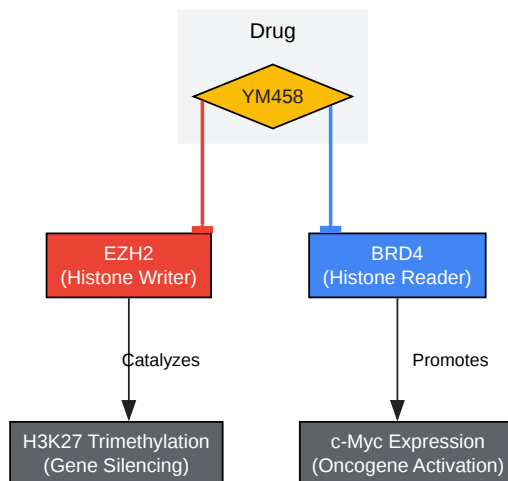 Drug
YM458
EZH2
(Histone Writer)
BRD4
(Histone Reader)
Catalyzes
Promotes
H3K27 Trimethylation
(Gene Silencing)
c-Myc Expression
(Oncogene Activation)